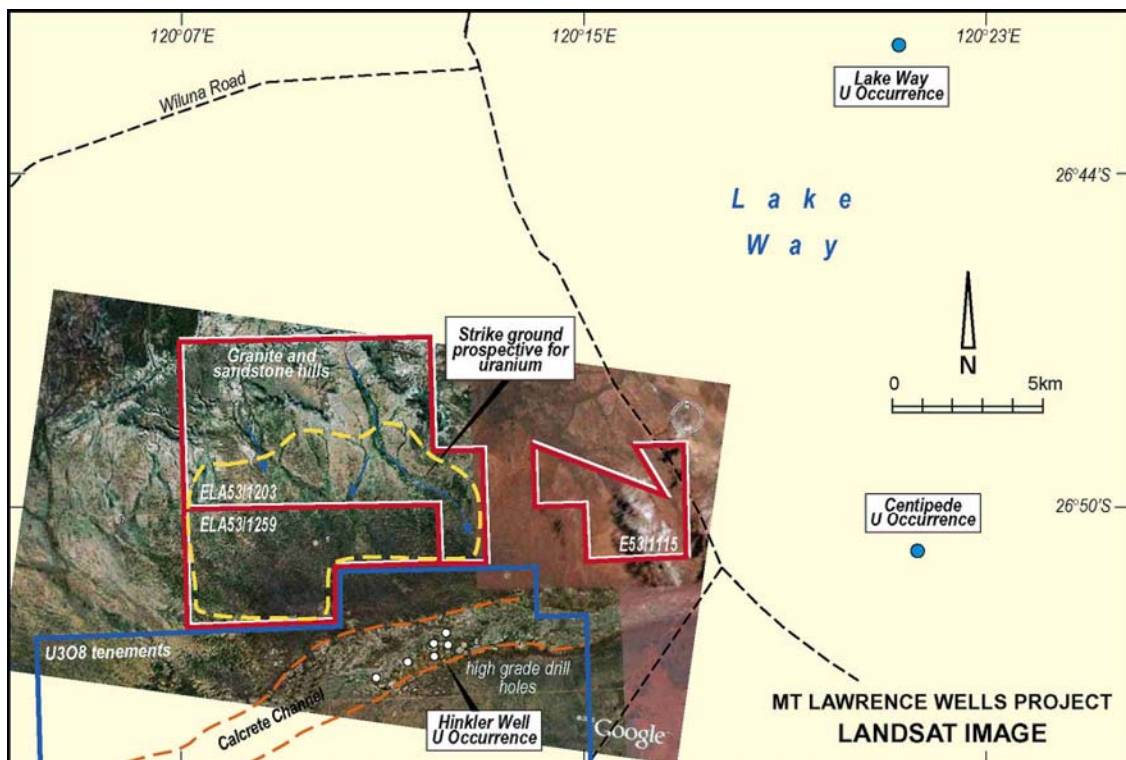 120°07'E
120°15'E
120°23'E
Wiluna Road
Lake Way
U Occurrence
26°44'S
Lake
Way
Strike ground
prospective for
uranium
Granite and
sandstone hills
0 5km
N
ELA53/1203
ELA53/1259
E53/1115
26°50'S
Centipede
U Occurrence
U3O8 tenements
high grade drill
holes
Calcrete Channel
Hinkler Well
U Occurrence
Google
MT LAWRENCE WELLS PROJECT
LANDSAT IMAGE